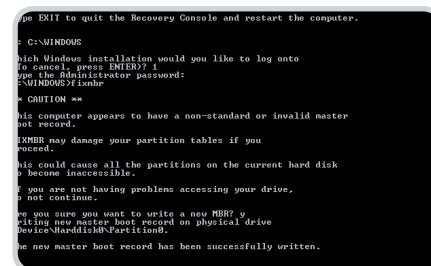 ype EXIT to quit the Recovery Console and restart the computer.
: C:\WINDOWS
hich Windows installation would you like to log onto
To cancel, press ENTER)? 1
ype the Administrator password:
:\WINDOWS>fixmbr
* CAUTION **
his computer appears to have a non-standard or invalid master
oot record.
IXMBR may damage your partition tables if you
roceed.
his could cause all the partitions on the current hard disk
o become inaccessible.
f you are not having problems accessing your drive,
o not continue.
re you sure you want to write a new MBR? y
riting new master boot record on physical drive
Device\Harddisk0\Partition0.
he new master boot record has been successfully written.